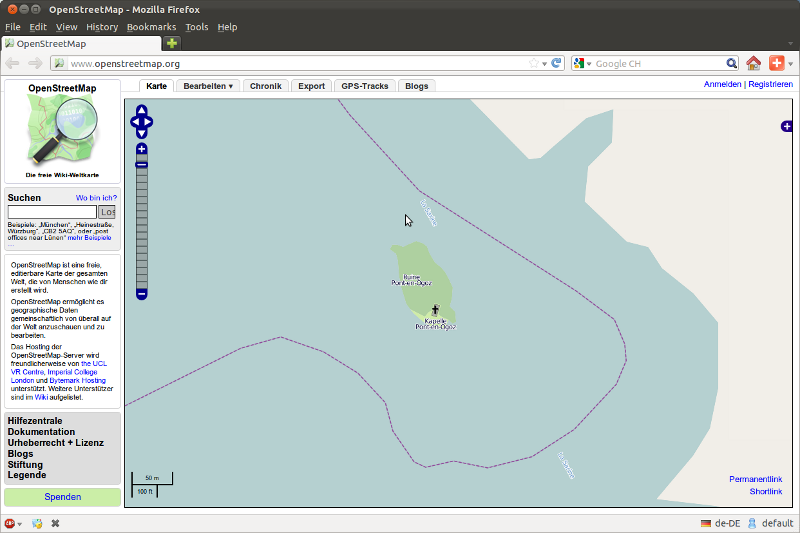 OpenStreetMap - Mozilla Firefox
File Edit View History Bookmarks Tools Help
OpenStreetMap
www.openstreetmap.org
Google CH
OpenStreetMap
Die freie Wiki-Weltkarte
Karte Bearbeiten ▾ Chronik Export GPS-Tracks Blogs
Anmelden | Registrieren
Suchen Wo bin ich?
Los
Beispiele: „München“, „Heinestraße,
Würzburg“, „CB2 5AQ“, oder „post
offices near Lünen“ mehr Beispiele
...
OpenStreetMap ist eine freie,
editierbare Karte der gesamten
Welt, die von Menschen wie dir
erstellt wird.
OpenStreetMap ermöglicht es
geographische Daten
gemeinschaftlich von überall auf
der Welt anzuschauen und zu
bearbeiten.
Das Hosting der
OpenStreetMap-Server wird
freundlicherweise von the UCL
VR Centre, Imperial College
London und Bytemark Hosting
unterstützt. Weitere Unterstützer
sind im Wiki aufgelistet.
Hilfezentrale
Dokumentation
Urheberrecht + Lizenz
Blogs
Stiftung
Legende
Spenden
La Sarine
Ruine
Pont-en-Ogoz
Kapelle
Pont-en-Ogoz
La Sarine
50 m
100 ft
Permanentlink
Shortlink
ABP
de-DE default